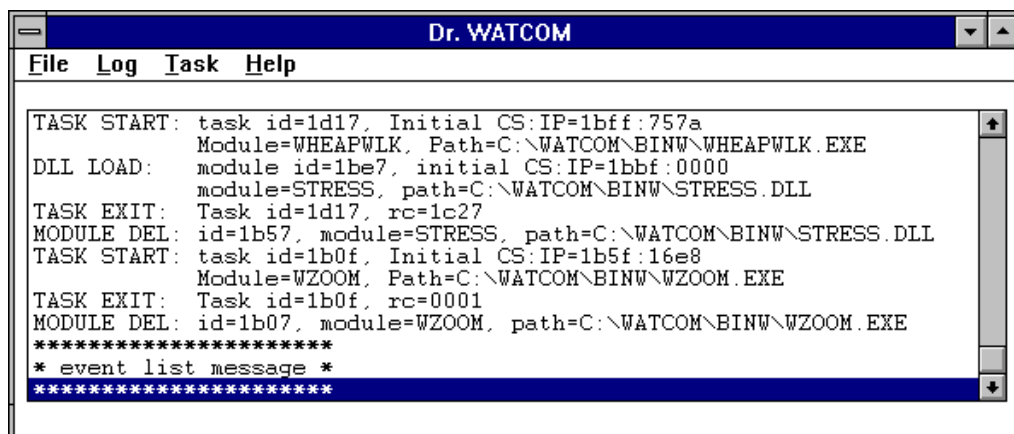 Dr. WATCOM
File Log Task Help
TASK START: task id=1d17, Initial CS:IP=1bff:757a
Module=WHEAPWLK, Path=C:\WATCOM\BINW\WHEAPWLK.EXE
DLL LOAD: module id=1be7, initial CS:IP=1bbf:0000
module=STRESS, path=C:\WATCOM\BINW\STRESS.DLL
TASK EXIT: Task id=1d17, rc=1c27
MODULE DEL: id=1b57, module=STRESS, path=C:\WATCOM\BINW\STRESS.DLL
TASK START: task id=1b0f, Initial CS:IP=1b5f:16e8
Module=WZOOM, Path=C:\WATCOM\BINW\WZOOM.EXE
TASK EXIT: Task id=1b0f, rc=0001
MODULE DEL: id=1b07, module=WZOOM, path=C:\WATCOM\BINW\WZOOM.EXE
**********************
* event list message *
**********************